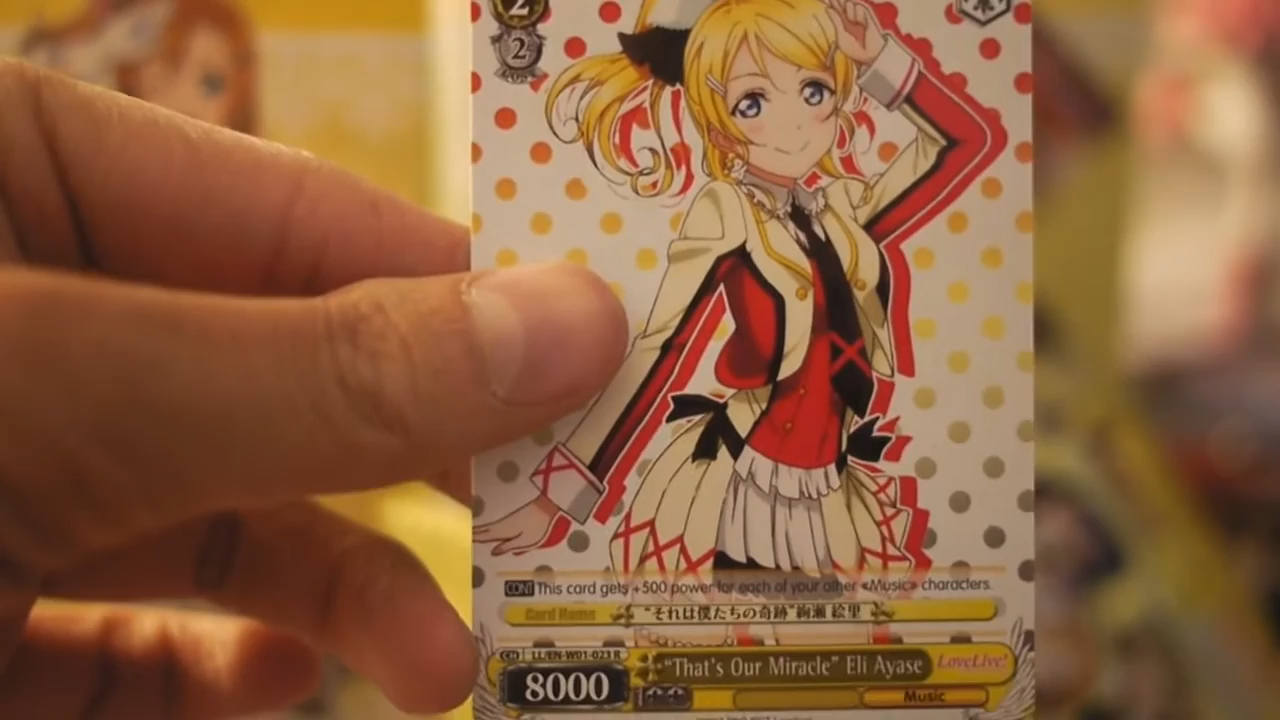 2
2
CONT This card gets +500 power for each of your other «Music» characters.
Card Name "それは僕たちの奇跡"絢瀬 絵里
CH LL/EN-W01-023 R
"That's Our Miracle" Eli Ayase LoveLive!
8000
Music